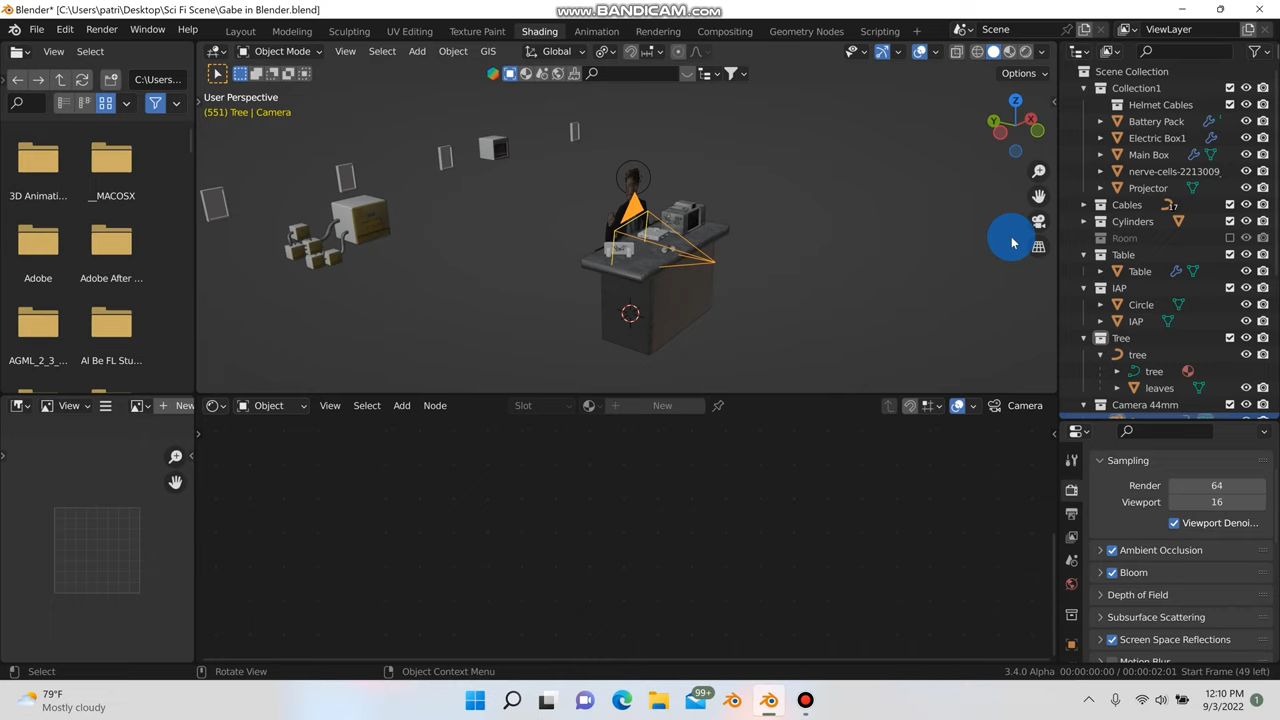 Blender* [C:\Users\patri\Desktop\Sci Fi Scene\Gabe in Blender.blend]
www.BANDICAM.com
File Edit Render Window Help Layout Modeling Sculpting UV Editing Texture Paint Shading Animation Rendering Compositing Geometry Nodes Scripting + Scene ViewLayer
View Select Object Mode View Select Add Object GIS Global
C:\Users... Options
User Perspective
(551) Tree | Camera
3D Animati...
__MACOSX
Adobe
Adobe After ...
AGML_2_3_...
AI Be FL Stu...
X
Y
Z
Scene Collection
Collection1
Helmet Cables
Battery Pack
Electric Box1
Main Box
nerve-cells-2213009_
Projector
Cables 17
Cylinders
Room
Table
Table
IAP
Circle
IAP
Tree
tree
tree
leaves
Camera 44mm
View + New Object View Select Add Node Slot + New Camera
Sampling
Render 64
Viewport 16
Viewport Denoi...
Ambient Occlusion
Bloom
Depth of Field
Subsurface Scattering
Screen Space Reflections
Motion Blur
Select Rotate View Object Context Menu 3.4.0 Alpha 00:00:00:00 / 00:00:02:01 Start Frame (49 left)
79°F
Mostly cloudy
99+
12:10 PM
9/3/2022
1